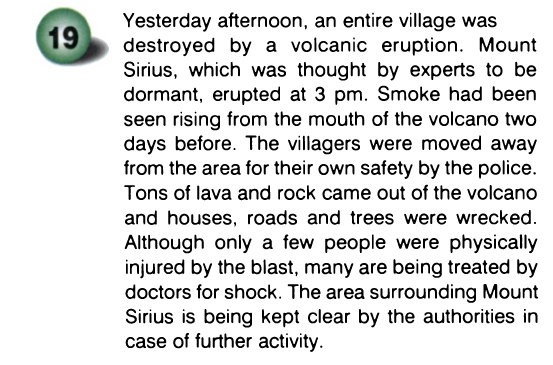 19
Yesterday afternoon, an entire village was
destroyed by a volcanic eruption. Mount
Sirius, which was thought by experts to be
dormant, erupted at 3 pm. Smoke had been
seen rising from the mouth of the volcano two
days before. The villagers were moved away
from the area for their own safety by the police.
Tons of lava and rock came out of the volcano
and houses, roads and trees were wrecked.
Although only a few people were physically
injured by the blast, many are being treated by
doctors for shock. The area surrounding Mount
Sirius is being kept clear by the authorities in
case of further activity.